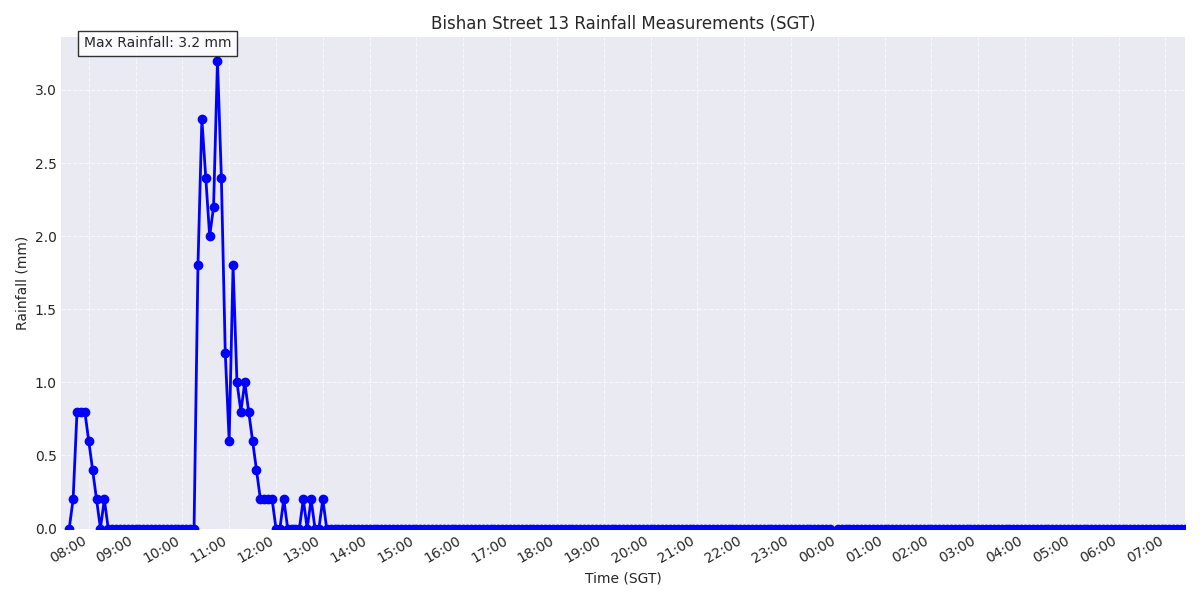 Bishan Street 13 Rainfall Measurements (SGT)
Max Rainfall: 3.2 mm
Rainfall (mm)
3.0
2.5
2.0
1.5
1.0
0.5
0.0
08:00 09:00 10:00 11:00 12:00 13:00 14:00 15:00 16:00 17:00 18:00 19:00 20:00 21:00 22:00 23:00 00:00 01:00 02:00 03:00 04:00 05:00 06:00 07:00
Time (SGT)